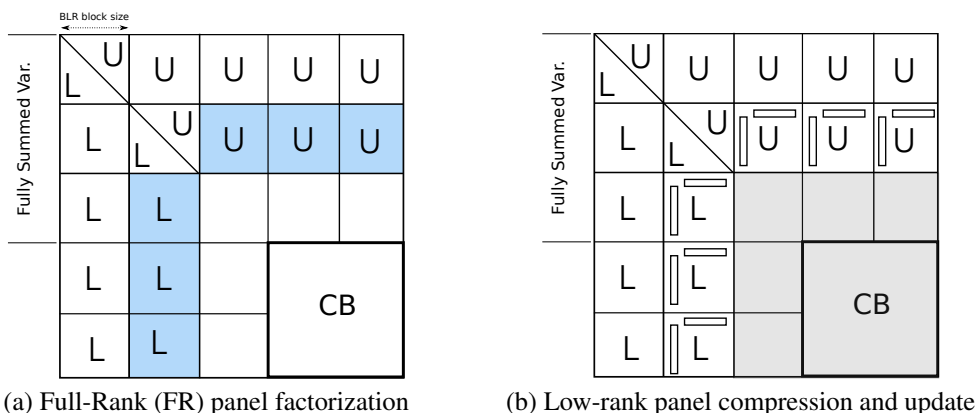 BLR block size
Fully Summed Var.
U U U U U
L
L U U U U
L
L L
L L
CB
L L
(a) Full-Rank (FR) panel factorization
Fully Summed Var.
U U U U U
L
L U U U U
L
L L
L L
CB
L L
(b) Low-rank panel compression and update